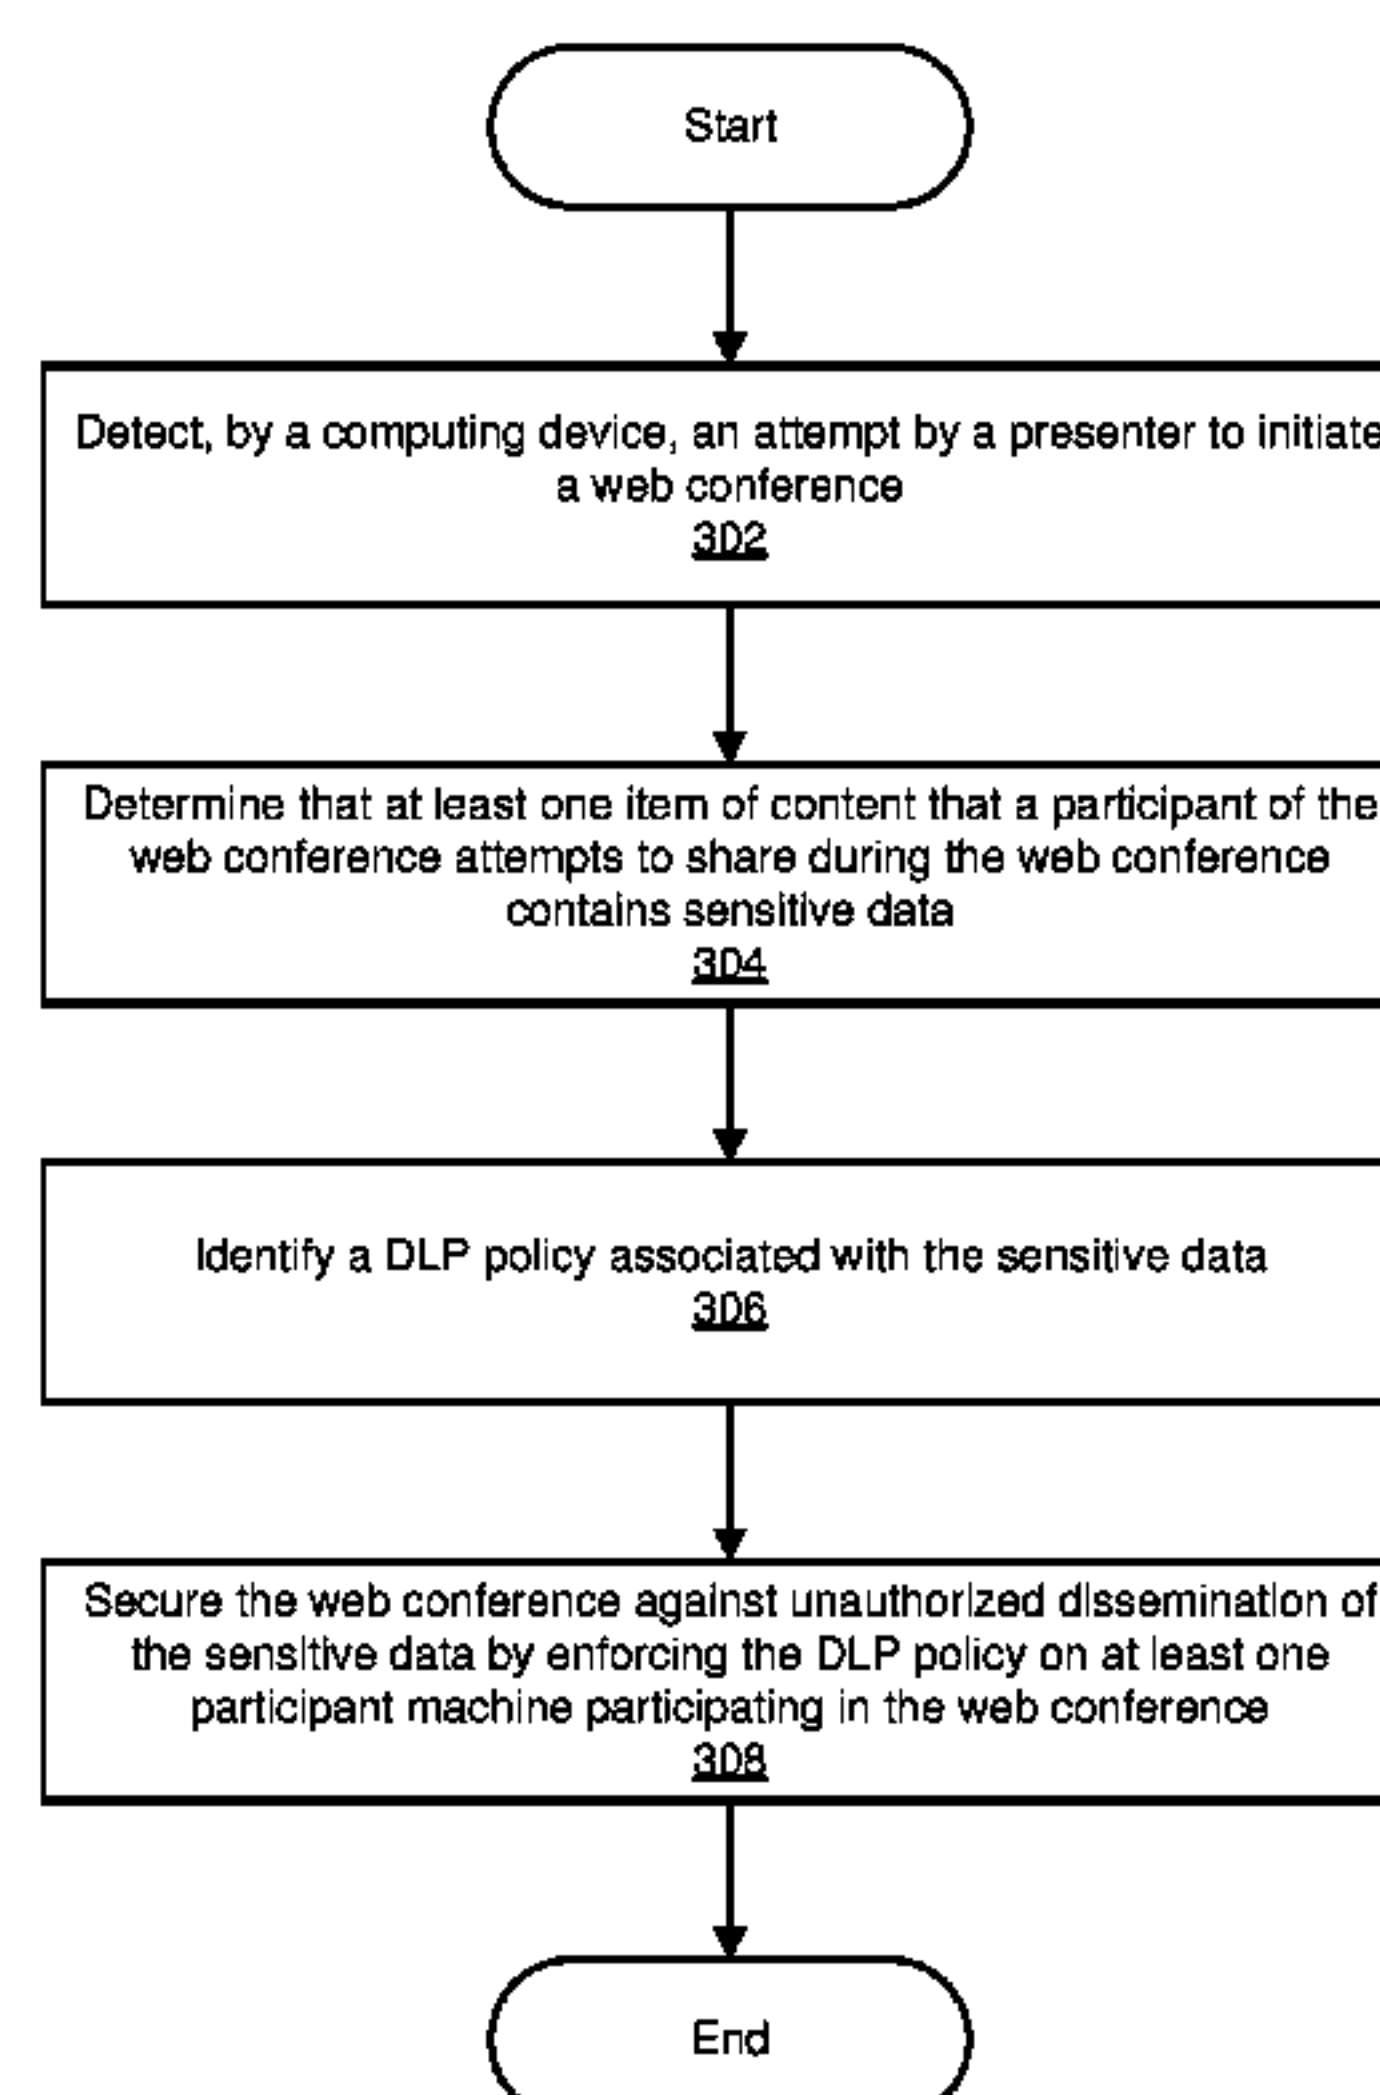 Start
Detect, by a computing device, an attempt by a presenter to initiate
a web conference
302
Determine that at least one item of content that a participant of the
web conference attempts to share during the web conference
contains sensitive data
304
Identify a DLP policy associated with the sensitive data
306
Secure the web conference against unauthorized dissemination of
the sensitive data by enforcing the DLP policy on at least one
participant machine participating in the web conference
308
End